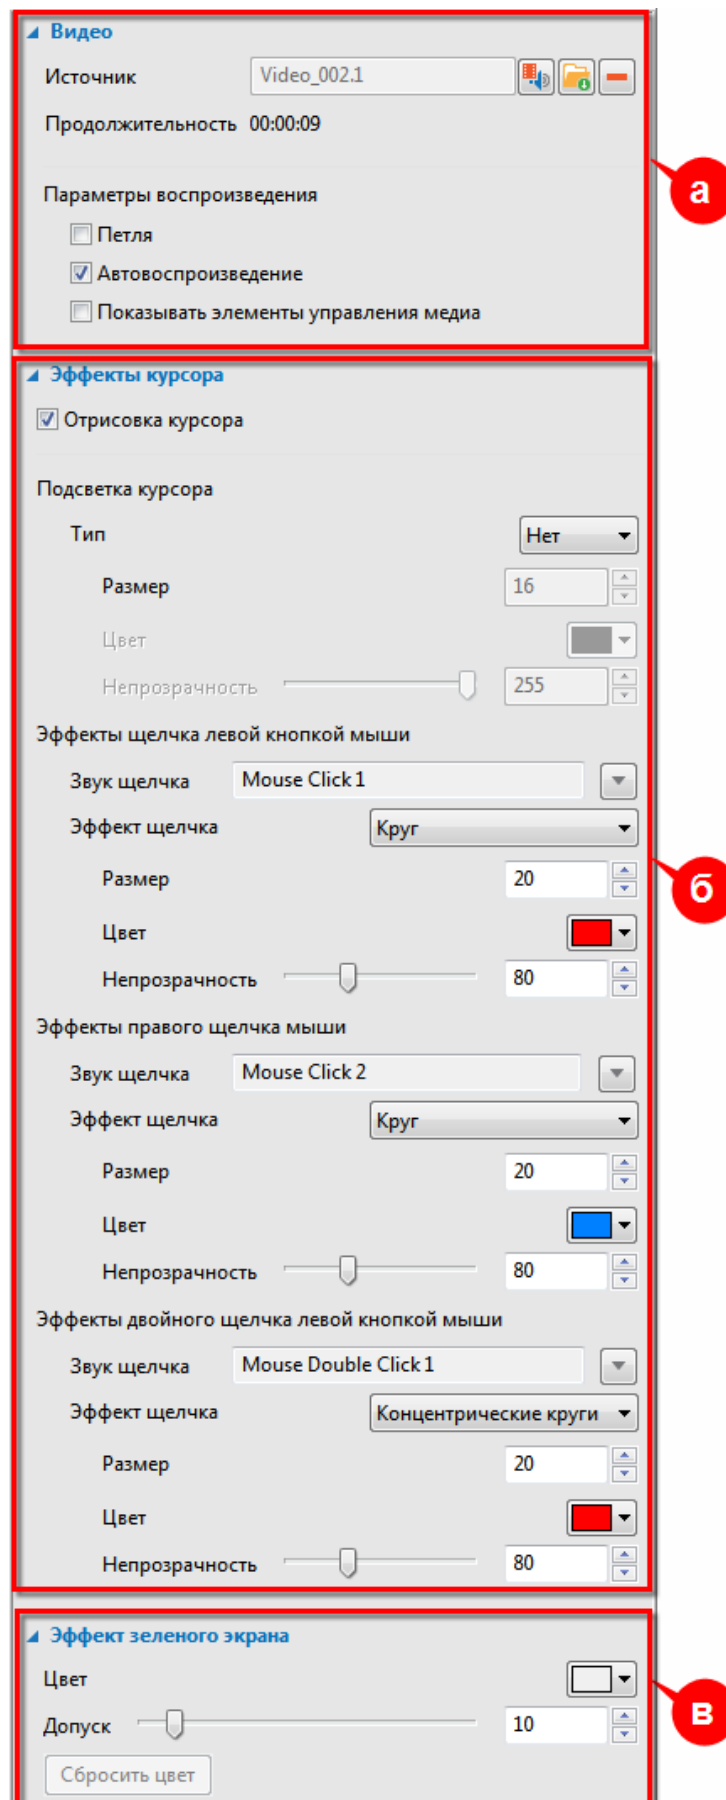 Видео
Источник Video_002.1
Продолжительность 00:00:09
а
Параметры воспроизведения
Петля
Автовоспроизведение
Показывать элементы управления медиа
Эффекты курсора
Отрисовка курсора
Подсветка курсора
Тип Нет
Размер 16
Цвет
Непрозрачность 255
Эффекты щелчка левой кнопкой мыши
Звук щелчка Mouse Click 1
Эффект щелчка Круг
Размер 20
б
Цвет
Непрозрачность 80
Эффекты правого щелчка мыши
Звук щелчка Mouse Click 2
Эффект щелчка Круг
Размер 20
Цвет
Непрозрачность 80
Эффекты двойного щелчка левой кнопкой мыши
Звук щелчка Mouse Double Click 1
Эффект щелчка Концентрические круги
Размер 20
Цвет
Непрозрачность 80
Эффект зеленого экрана
Цвет
в
Допуск 10
Сбросить цвет